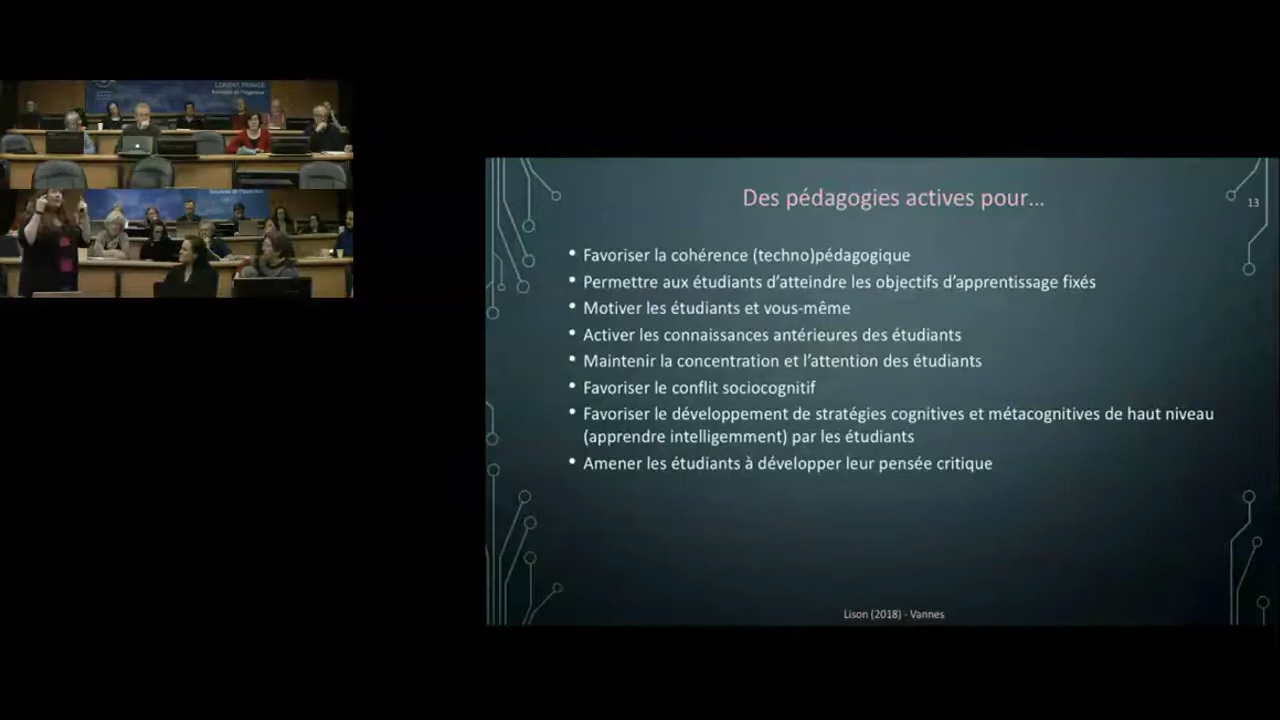 LORIENT, FRANCE
Des pédagogies actives pour...
13
• Favoriser la cohérence (techno)pédagogique
• Permettre aux étudiants d’atteindre les objectifs d’apprentissage fixés
• Motiver les étudiants et vous-même
• Activer les connaissances antérieures des étudiants
• Maintenir la concentration et l’attention des étudiants
• Favoriser le conflit sociocognitif
• Favoriser le développement de stratégies cognitives et métacognitives de haut niveau
(apprendre intelligemment) par les étudiants
• Amener les étudiants à développer leur pensée critique
Lison (2018) - Vannes